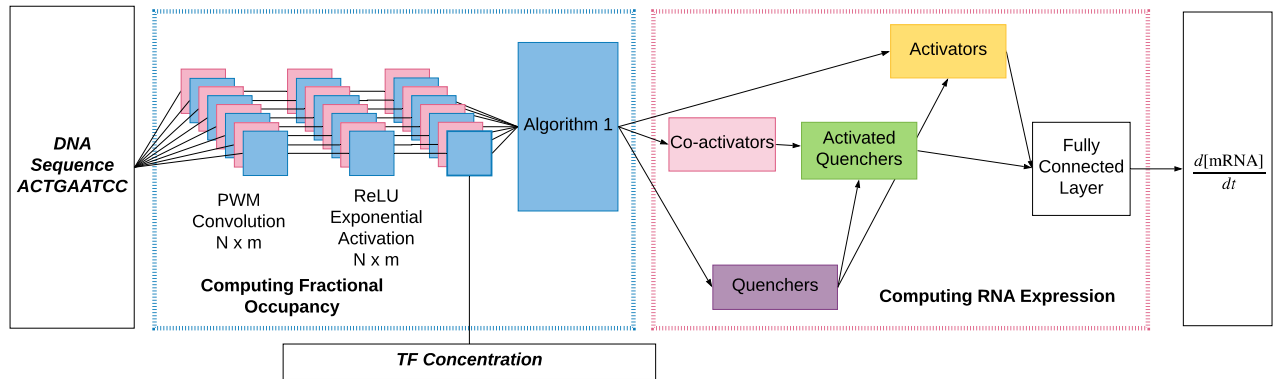 DNA
Sequence
ACTGAATCC
PWM
Convolution
N x m
ReLU
Exponential
Activation
N x m
Computing Fractional
Occupancy
Algorithm 1
TF Concentration
Activators
Co-activators
Activated
Quenchers
Quenchers
Fully
Connected
Layer
Computing RNA Expression
d[mRNA]
dt